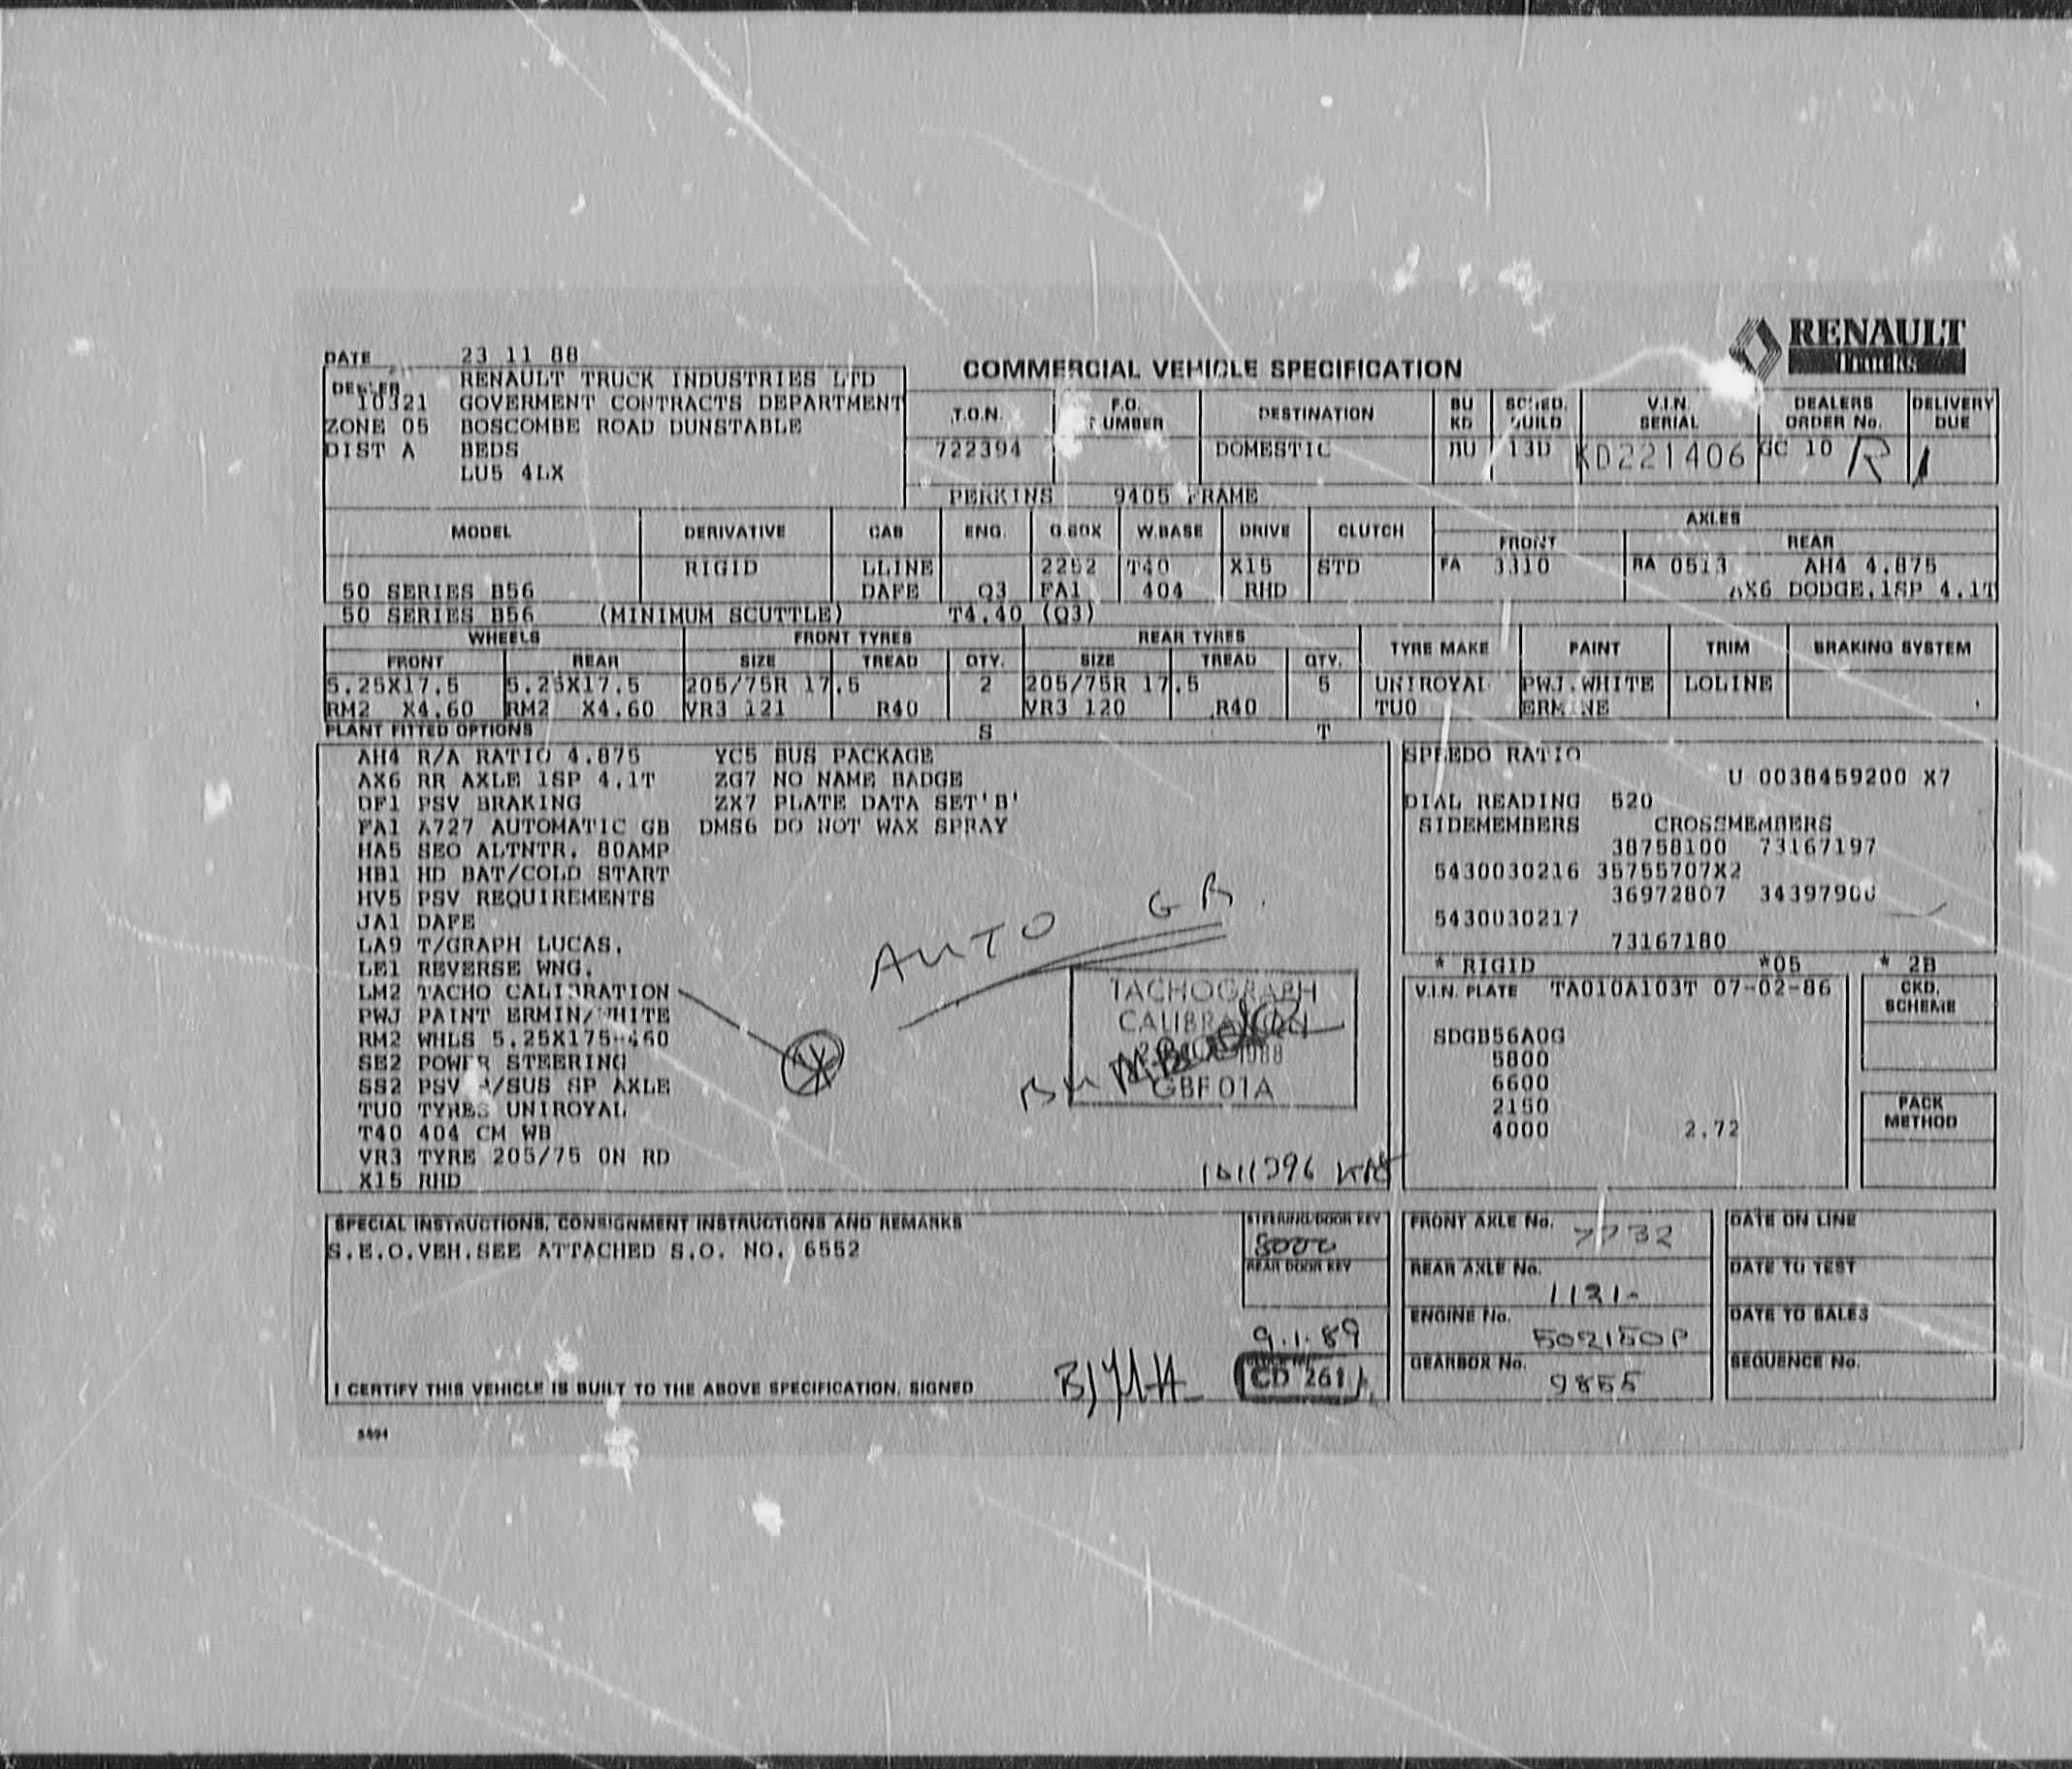 RENAULT
Trucks
DATE 23 11 88
COMMERCIAL VEHICLE SPECIFICATION
DEALER RENAULT TRUCK INDUSTRIES LTD
10321 GOVERMENT CONTRACTS DEPARTMENT
ZONE 05 BOSCOMBE ROAD DUNSTABLE
DIST A BEDS
LU5 4LX
T.O.N. F.O. NUMBER DESTINATION BU KD SCHED. BUILD V.I.N. SERIAL DEALERS ORDER No. DELIVERY DUE
722394 DOMESTIC BU 13D KD221406 GC 10 R 1
PERKINS 9405 FRAME
MODEL DERIVATIVE CAB ENG. G.BOX W.BASE DRIVE CLUTCH AXLES
FRONT REAR
RIGID LLINE 2252 T40 X15 STD FA 3310 RA 0513 AH4 4.875
50 SERIES B56 DAFE Q3 FA1 404 RHD AX6 DODGE.1SP 4.1T
50 SERIES B56 (MINIMUM SCUTTLE) T4.40 (Q3)
WHEELS FRONT TYRES REAR TYRES TYRE MAKE PAINT TRIM BRAKING SYSTEM
FRONT REAR SIZE TREAD QTY. SIZE TREAD QTY.
5.25X17.5 5.25X17.5 205/75R 17.5 2 205/75R 17.5 5 UNIROYAL PWJ.WHITE LOLINE
RM2 X4.60 RM2 X4.60 VR3 121 R40 VR3 120 R40 TU0 ERMINE
PLANT FITTED OPTIONS S T
AH4 R/A RATIO 4.875 YC5 BUS PACKAGE
AX6 RR AXLE 1SP 4.1T ZG7 NO NAME BADGE
DF1 PSV BRAKING ZX7 PLATE DATA SET'B'
FA1 A727 AUTOMATIC GB DMS6 DO NOT WAX SPRAY
HA5 SEO ALTNTR. 80AMP
HB1 HD BAT/COLD START
HV5 PSV REQUIREMENTS
JA1 DAFE
LA9 T/GRAPH LUCAS.
LE1 REVERSE WNG.
LM2 TACHO CALIBRATION
PWJ PAINT ERMIN/WHITE
RM2 WHLS 5.25X175-460
SE2 POWER STEERING
SS2 PSV /SUS SP AXLE
TU0 TYRES UNIROYAL
T40 404 CM WB
VR3 TYRE 205/75 ON RD
X15 RHD
AUTO GB.
TACHOGRAPH
CALIBRATION
1988
GBF01A
SPEEDO RATIO
U 0038459200 X7
DIAL READING 520
SIDEMEMBERS CROSSMEMBERS
38758100 73167197
5430030216 35755707X2
36972807 34397900
5430030217
73167180
* RIGID *05 * 2B
V.I.N. PLATE TA010A103T 07-02-86
CKD. SCHEME
SDGB56A0G
5800
6600
2150
4000 2.72
PACK METHOD
SPECIAL INSTRUCTIONS, CONSIGNMENT INSTRUCTIONS AND REMARKS
S.E.O.VEH.SEE ATTACHED S.O. NO. 6552
STEERING/DOOR KEY
REAR DOOR KEY
9.1.89
CD 261
I CERTIFY THIS VEHICLE IS BUILT TO THE ABOVE SPECIFICATION. SIGNED
FRONT AXLE No. 7732
REAR AXLE No.
ENGINE No. 502150P
GEARBOX No. 9855
DATE ON LINE
DATE TO TEST
DATE TO SALES
SEQUENCE No.